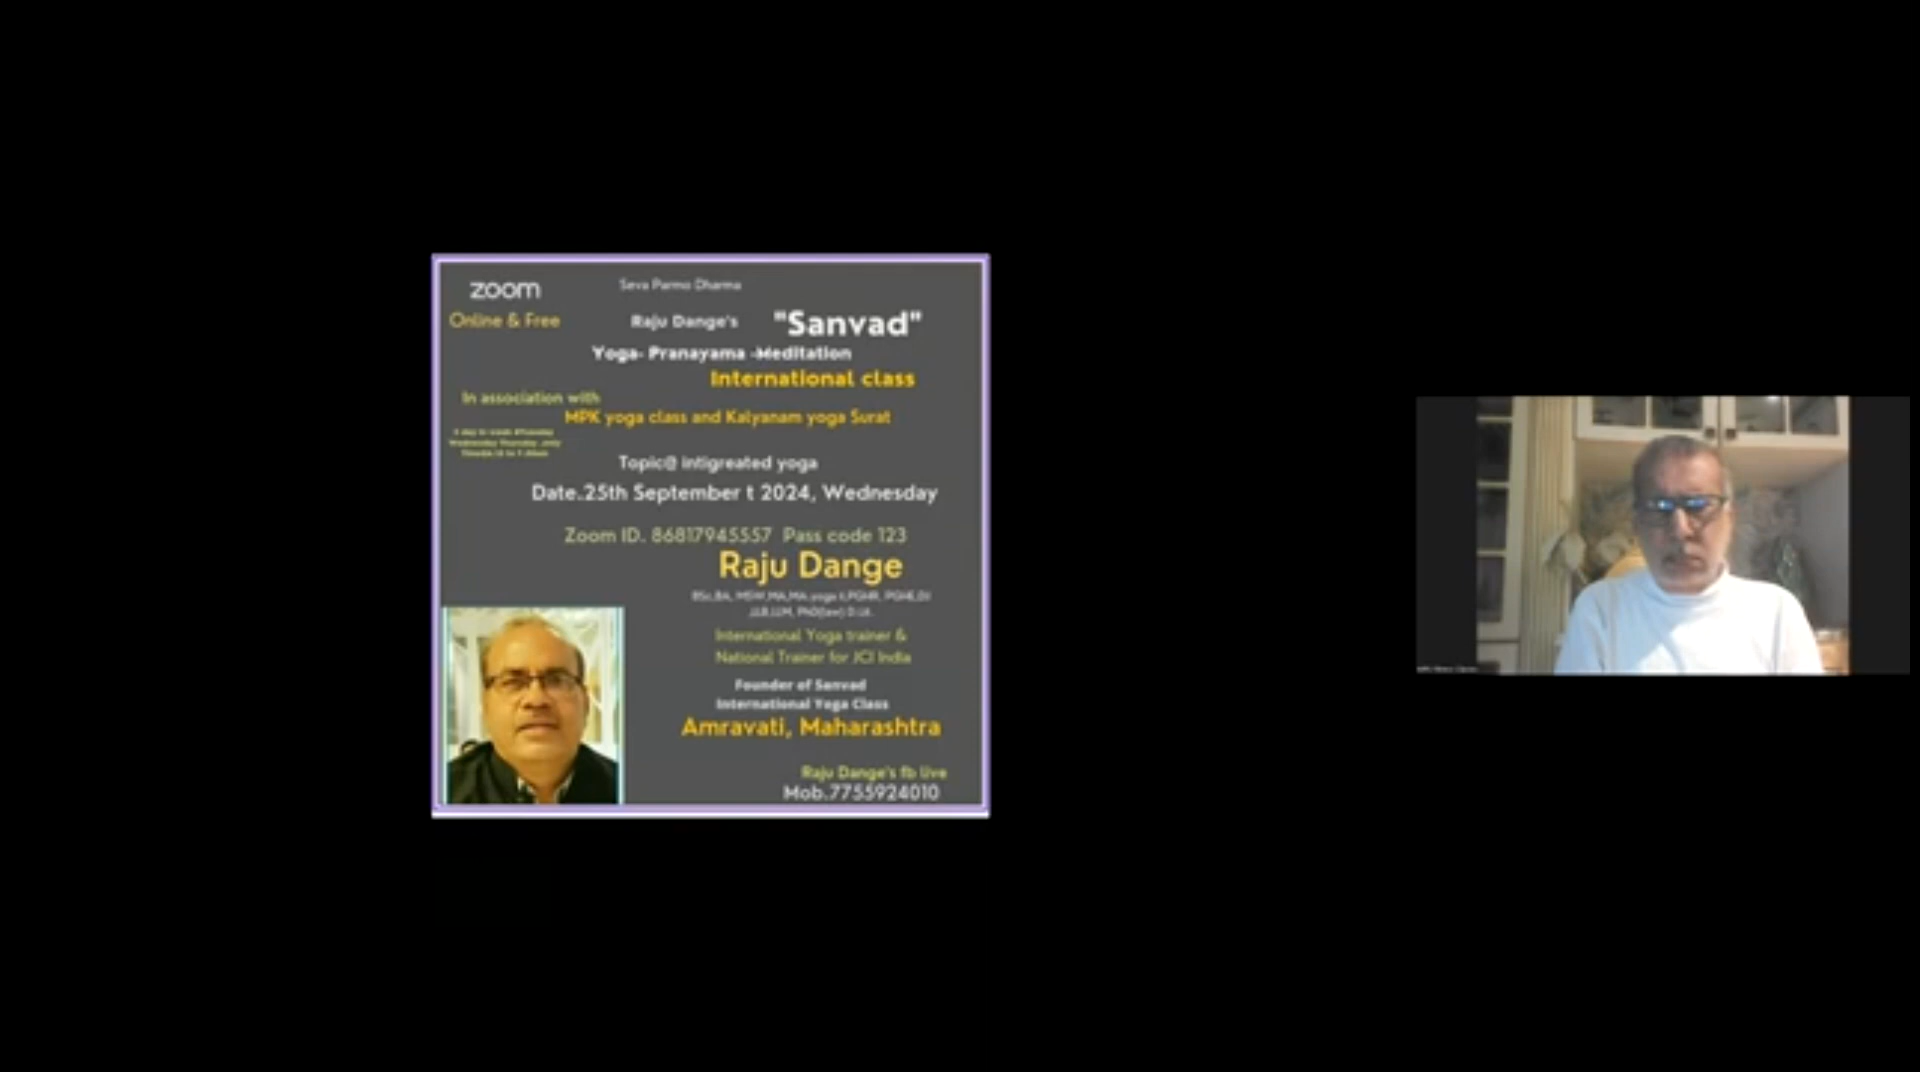 zoom
Seva Parmo Dharma
Online & Free
Raju Dange's
"Sanvad"
Yoga- Pranayama -Meditation
International class
In association with
MPK yoga class and Kalyanam yoga Surat
Topic@ intigreated yoga
Date.25th September t 2024, Wednesday
Zoom ID. 86817945557 Pass code 123
Raju Dange
International Yoga trainer &
National Trainer for JCI India
Founder of Sanvad
International Yoga Class
Amravati, Maharashtra
Raju Dange's fb live
Mob.7755924010